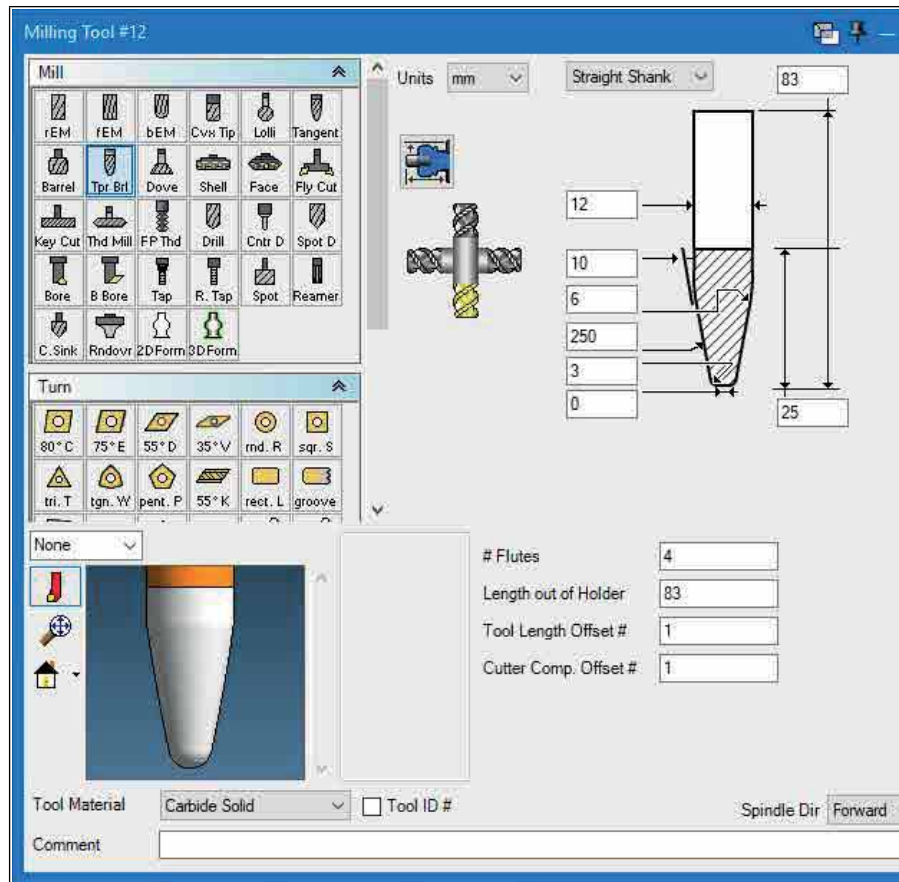 Milling Tool #12
Mill
rEM fEM bEM Cvx Tip Lolli Tangent
Barrel Tpr Brl Dove Shell Face Fly Cut
Key Cut Thd Mill FP Thd Drill Cntr D Spot D
Bore B Bore Tap R. Tap Spot Reamer
C.Sink Rndovr 2D Form 3D Form
Turn
80° C 75° E 55° D 35° V rnd. R sqr. S
tri. T tgn. W pent. P 55° K rect. L groove
Units mm Straight Shank 83
12
10
6
250
3
0
25
None
# Flutes 4
Length out of Holder 83
Tool Length Offset # 1
Cutter Comp. Offset # 1
Tool Material Carbide Solid Tool ID # Spindle Dir Forward
Comment